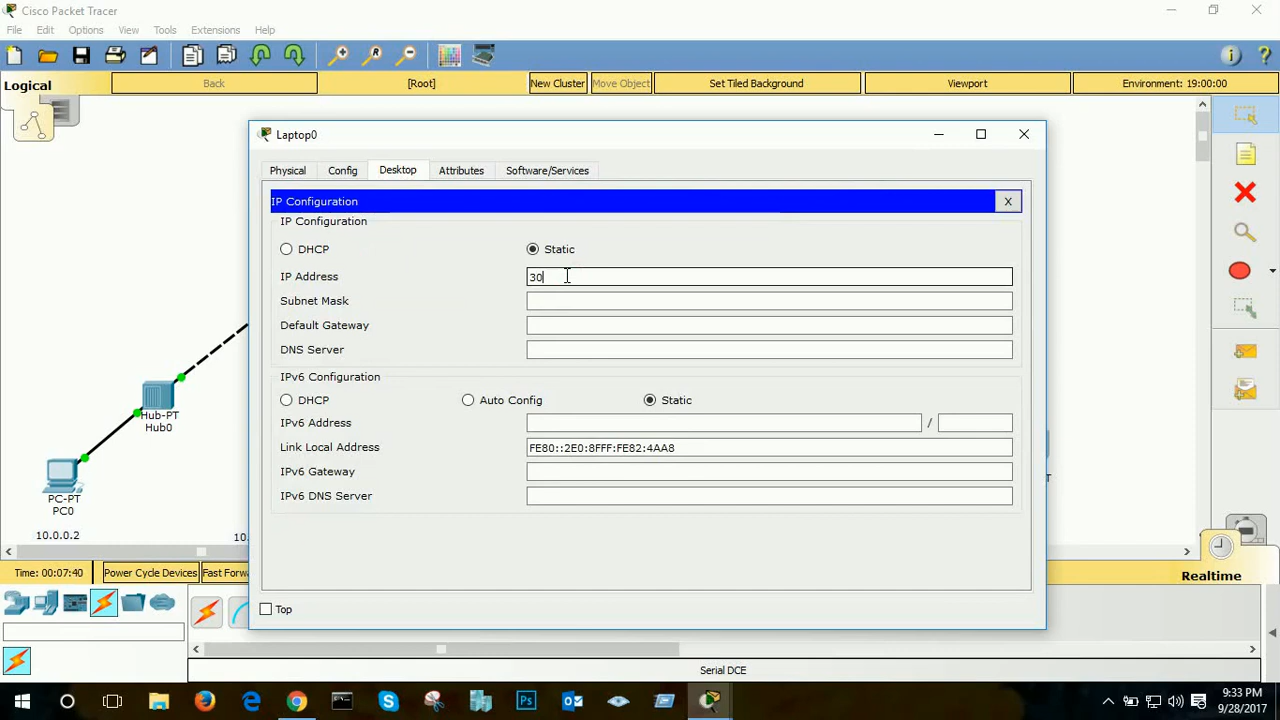 Cisco Packet Tracer
File Edit Options View Tools Extensions Help
Logical Back [Root] New Cluster Move Object Set Tiled Background Viewport Environment: 19:00:00
Laptop0
Physical Config Desktop Attributes Software/Services
IP Configuration X
IP Configuration
DHCP Static
IP Address 30
Subnet Mask
Default Gateway
DNS Server
IPv6 Configuration
DHCP Auto Config Static
IPv6 Address /
Link Local Address FE80::2E0:8FFF:FE82:4AA8
IPv6 Gateway
IPv6 DNS Server
Top
Hub-PT
Hub0
PC-PT
PC0
10.0.0.2
10.
Time: 00:07:40 Power Cycle Devices Fast Forw
Realtime
Serial DCE
9:33 PM
9/28/2017